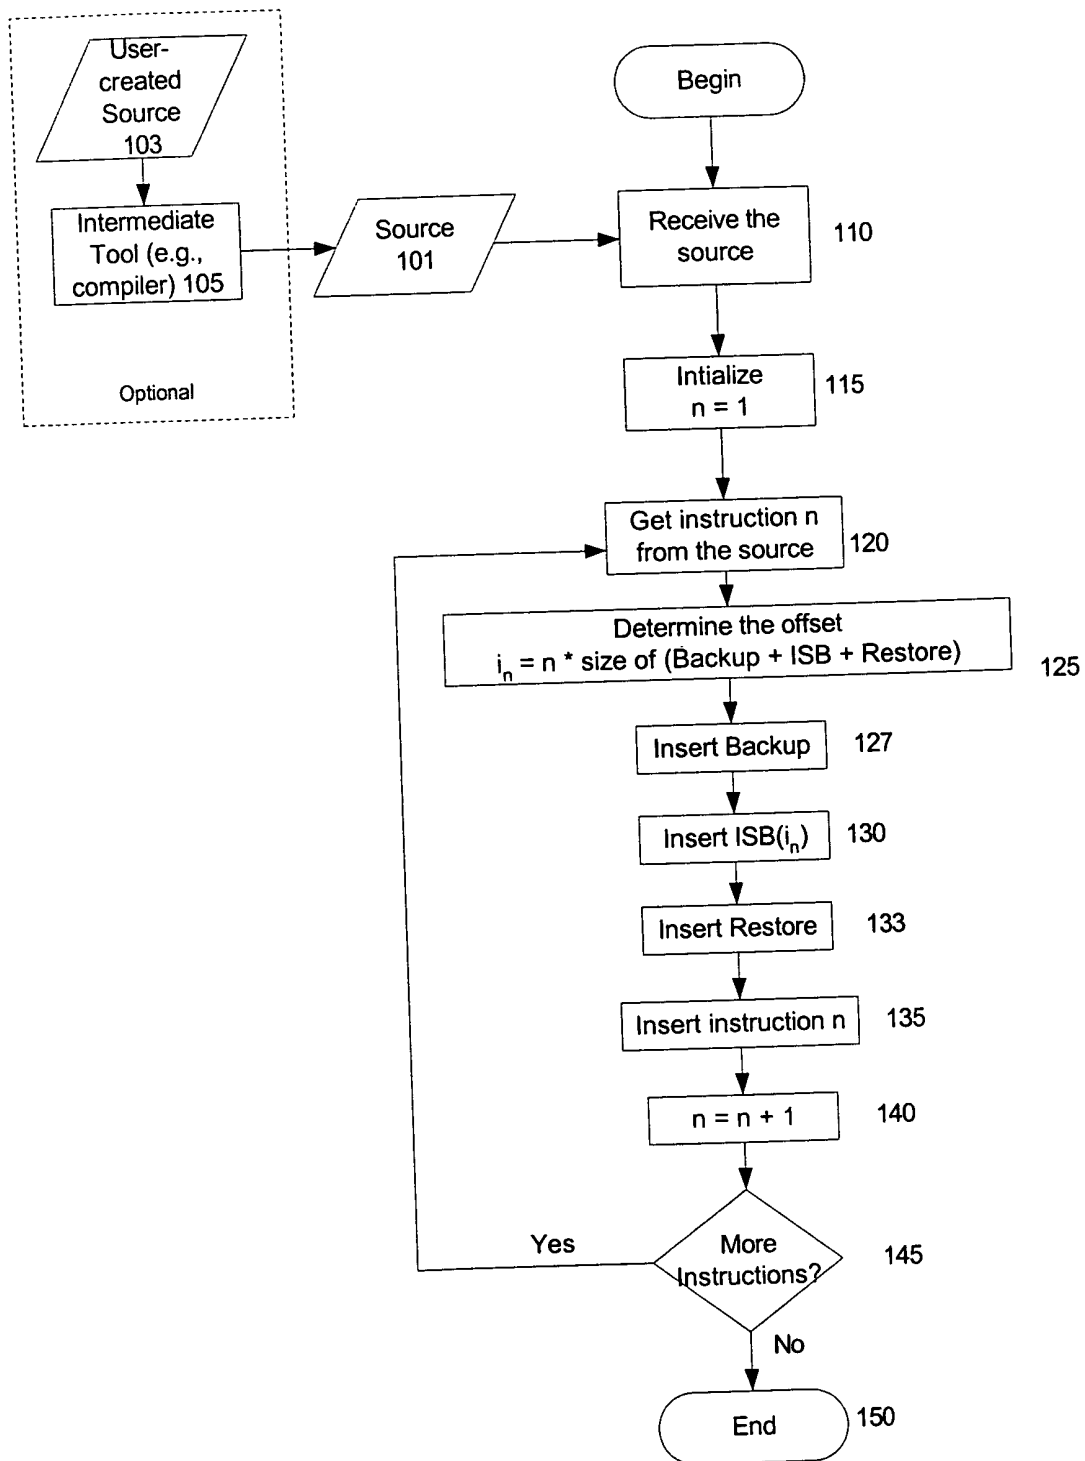 User-
created
Source
103
Intermediate
Tool (e.g.,
compiler) 105
Optional
Source
101
Begin
Receive the
source
110
Intialize
n = 1
115
Get instruction n
from the source
120
Determine the offset
iₙ = n * size of (Backup + ISB + Restore)
125
Insert Backup
127
Insert ISB(iₙ)
130
Insert Restore
133
Insert instruction n
135
n = n + 1
140
More
Instructions?
145
Yes
No
End
150